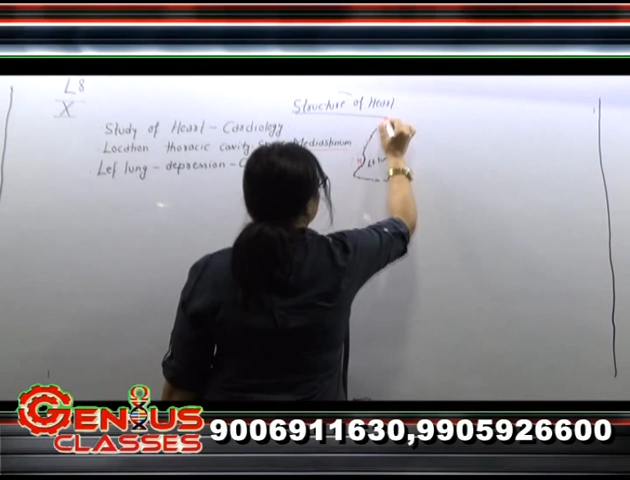 L8
X
Structure of Heart
Study of Heart - Cardiology
Location thoracic cavity Mediastinum
Lef lung - depression - C
GENIUS
CLASSES
9006911630,9905926600